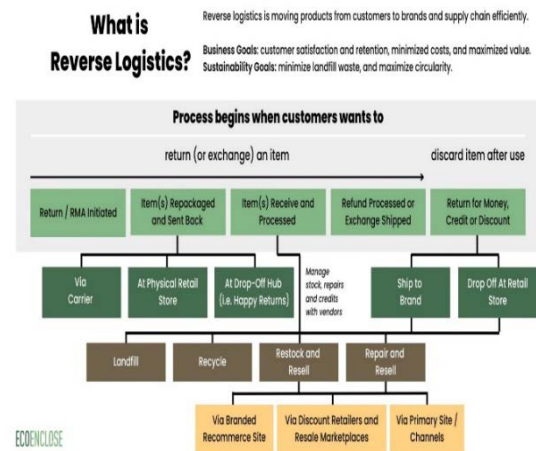 What is
Reverse Logistics?
Reverse logistics is moving products from customers to brands and supply chain efficiently.
Business Goals: customer satisfaction and retention, minimized costs, and maximized value.
Sustainability Goals: minimize landfill waste, and maximize circularity.
Process begins when customers wants to
return (or exchange) an item
discard item after use
Return / RMA Initiated
Item(s) Repackaged
and Sent Back
Item(s) Receive and
Processed
Refund Processed or
Exchange Shipped
Return for Money,
Credit or Discount
Via
Carrier
At Physical Retail
Store
At Drop-Off Hub
(i.e. Happy Returns)
Manage
stock, repairs
and credits
with vendors
Ship to
Brand
Drop Off At Retail
Store
Landfill
Recycle
Restock and
Resell
Repair and
Resell
Via Branded
Recommerce Site
Via Discount Retailers and
Resale Marketplaces
Via Primary Site /
Channels
ECOENCLOSE